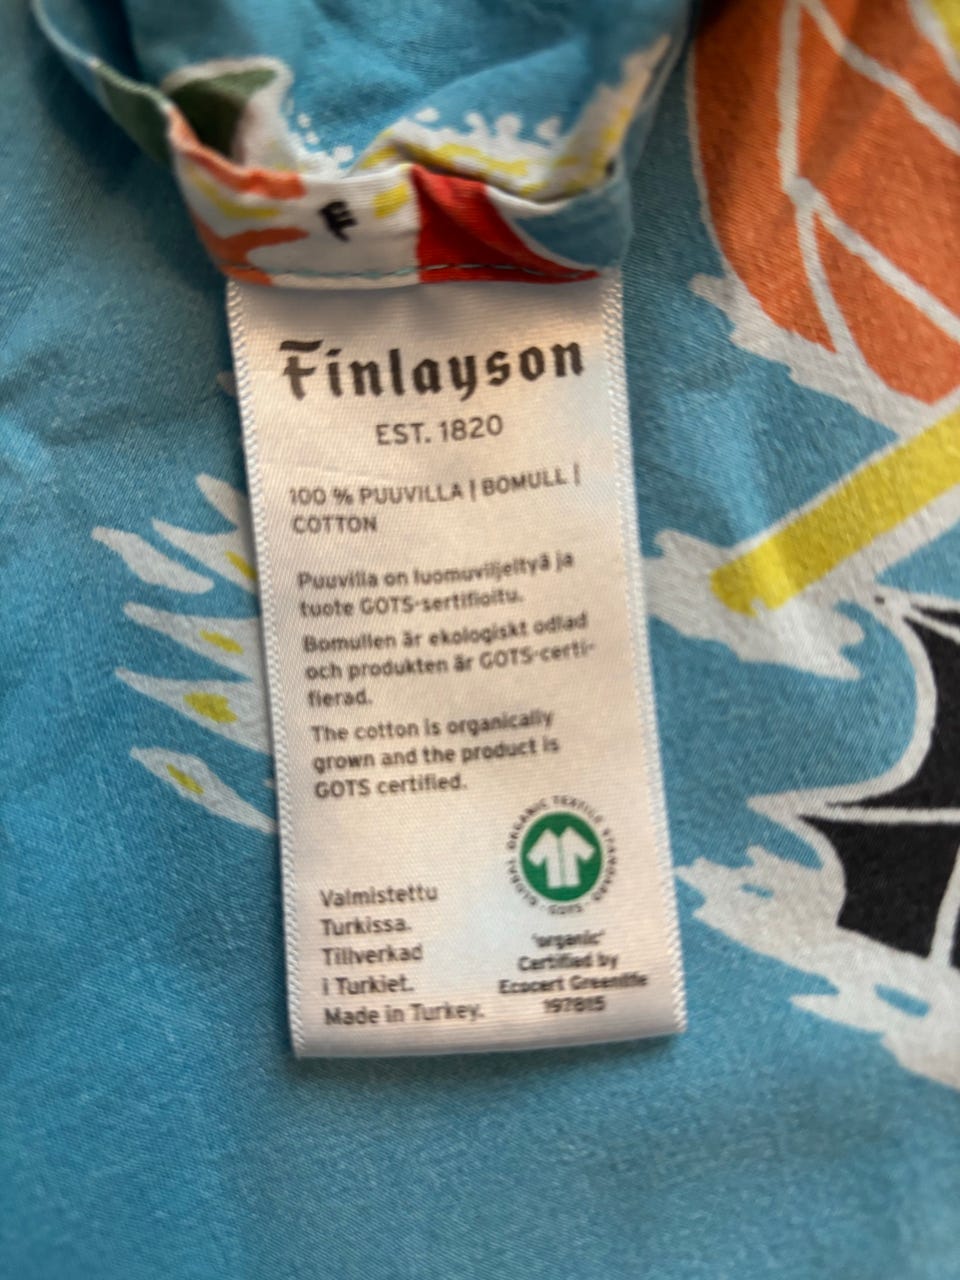 Finlayson
EST. 1820
100 % PUUVILLA | BOMULL |
COTTON
Puuvilla on luomuviljeltyä ja
tuote GOTS-sertifioitu.
Bomullen är ekologiskt odlad
och produkten är GOTS-certi-
fierad.
The cotton is organically
grown and the product is
GOTS certified.
GLOBAL ORGANIC TEXTILE STANDARD
· GOTS ·
Valmistettu
Turkissa.
Tillverkad
i Turkiet.
Made in Turkey.
'organic'
Certified by
Ecocert Greenlife
197815